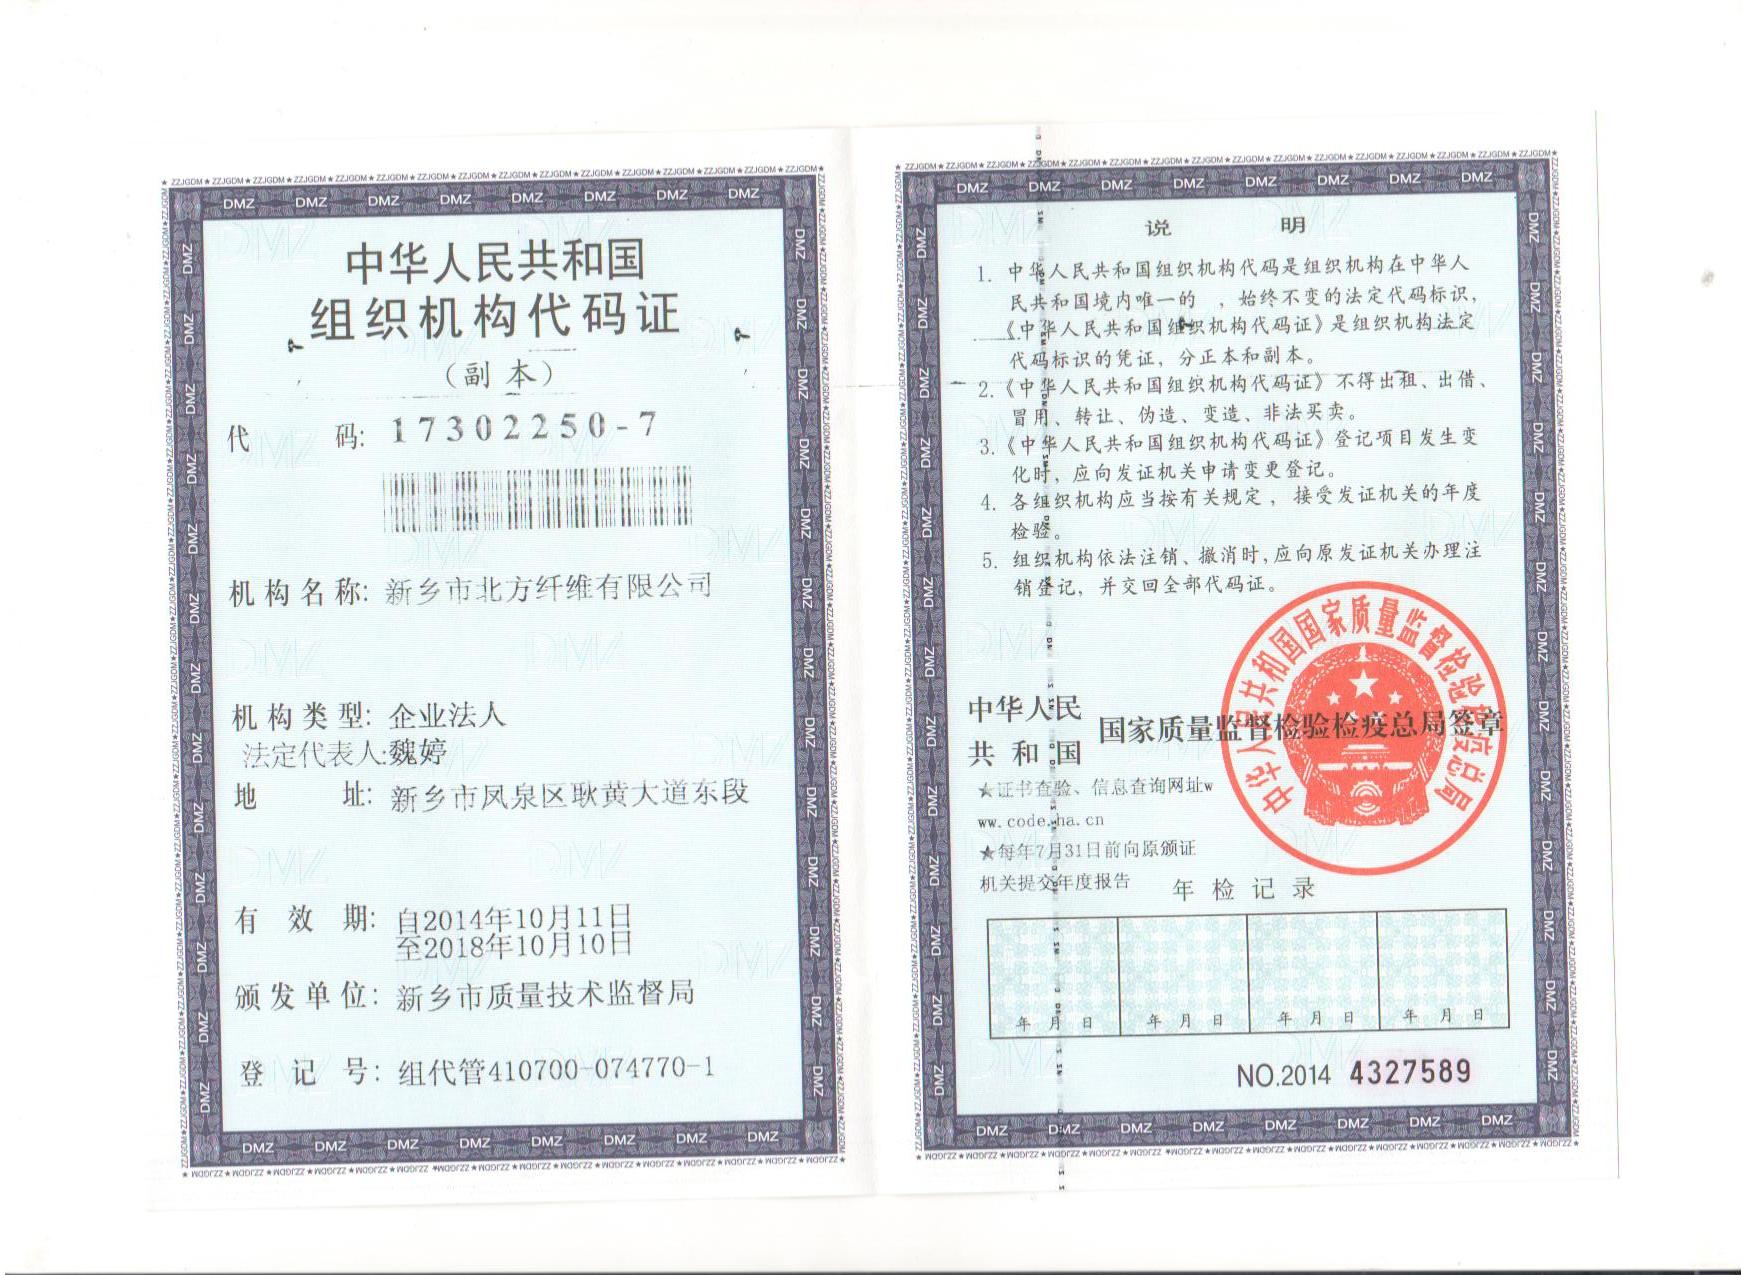 中华人民共和国
组织机构代码证
(副本)
代 码: 17302250-7
机构名称: 新乡市北方纤维有限公司
机构类型: 企业法人
法定代表人:魏婷
地 址: 新乡市凤泉区耿黄大道东段
有 效 期: 自2014年10月11日
至2018年10月10日
颁发单位: 新乡市质量技术监督局
登 记 号: 组代管410700-074770-1
说 明
1. 中华人民共和国组织机构代码是组织机构在中华人
民共和国境内唯一的 ，始终不变的法定代码标识，
《中华人民共和国组织机构代码证》是组织机构法定
代码标识的凭证，分正本和副本。
2.《中华人民共和国组织机构代码证》不得出租、出借、
冒用、转让、伪造、变造、非法买卖。
3.《中华人民共和国组织机构代码证》登记项目发生变
化时，应向发证机关申请变更登记。
4. 各组织机构应当按有关规定，接受发证机关的年度
检验。
5. 组织机构依法注销、撤消时,应向原发证机关办理注
销登记，并交回全部代码证。
中华人民共和国国家质量监督检验检疫总局
中华人民
共和国 国家质量监督检验检疫总局签章
★证书查验、信息查询网址w
ww.code.ha.cn
★每年7月31日前向原颁证
机关提交年度报告
年检记录
年 月 日 年 月 日 年 月 日 年 月 日
NO.2014 4327589